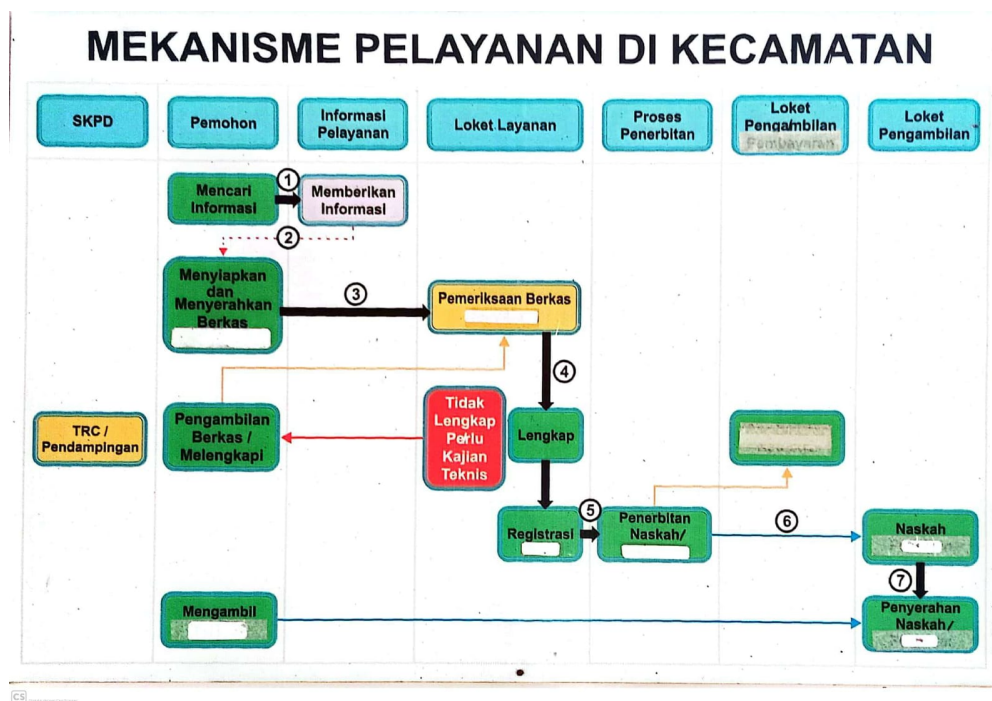 MEKANISME PELAYANAN DI KECAMATAN
SKPD
Pemohon
Informasi
Pelayanan
Loket Layanan
Proses
Penerbitan
Loket
Pengambilan
Pembayaran
Loket
Pengambilan
Mencari
Informasi
1
Memberikan
Informasi
2
Menyiapkan
dan
Menyerahkan
Berkas
3
Pemeriksaan Berkas
4
TRC /
Pendampingan
Pengambilan
Berkas /
Melengkapi
Tidak
Lengkap
Perlu
Kajian
Teknis
Lengkap
Registrasi
5
Penerbitan
Naskah/
6
Naskah
7
Mengambil
Penyerahan
Naskah/
CS